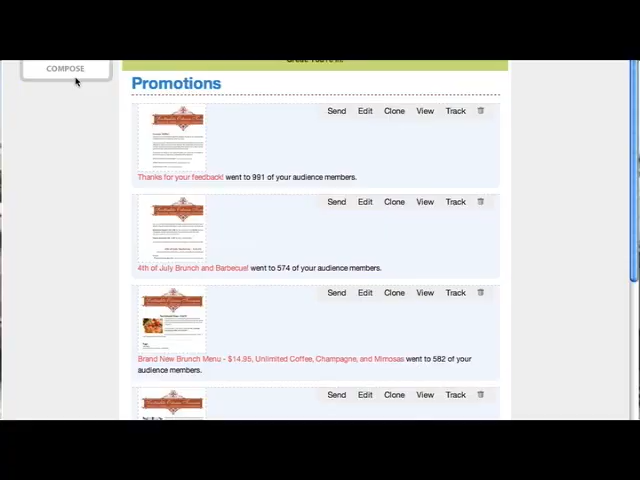 COMPOSE
Promotions
Send Edit Clone View Track
Thanks for your feedback! went to 991 of your audience members.
Send Edit Clone View Track
4th of July Brunch and Barbecue! went to 574 of your audience members.
Send Edit Clone View Track
Brand New Brunch Menu - $14.95, Unlimited Coffee, Champagne, and Mimosas went to 582 of your
audience members.
Send Edit Clone View Track